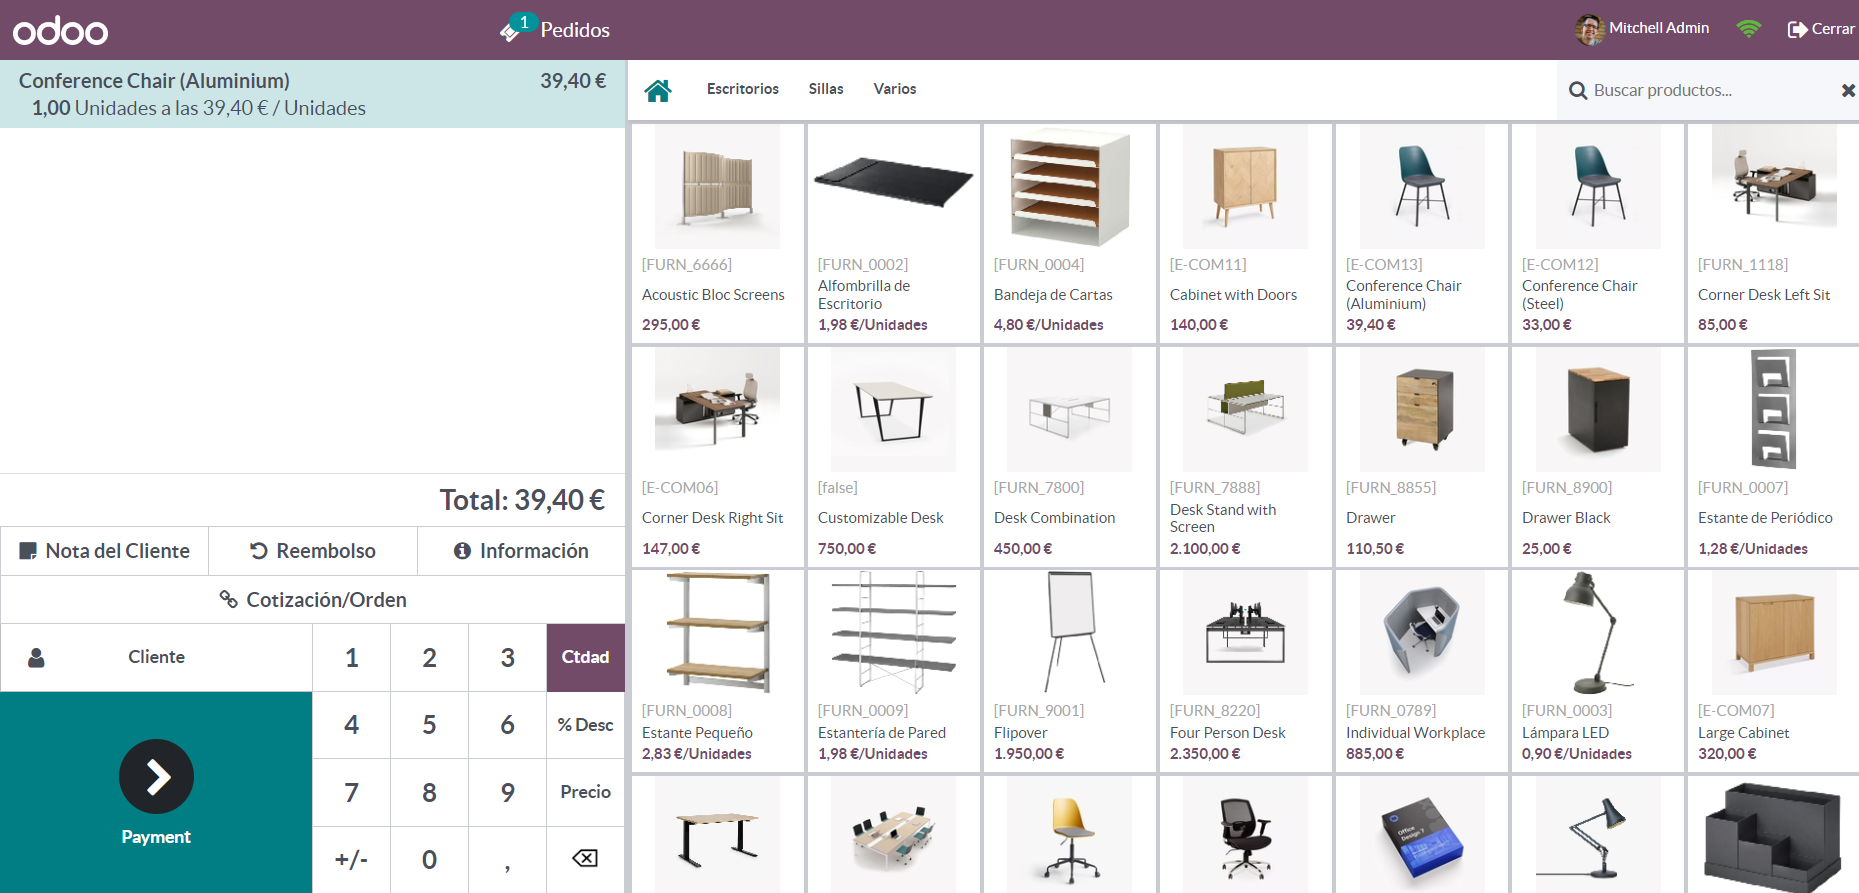 odoo
1 Pedidos
Mitchell Admin
Cerrar
Conference Chair (Aluminium) 39,40 €
1,00 Unidades a las 39,40 € / Unidades
Total: 39,40 €
Nota del Cliente
Reembolso
Información
Cotización/Orden
Cliente
1 2 3 Ctdad
4 5 6 % Desc
7 8 9 Precio
+/- 0 ,
Payment
Escritorios Sillas Varios
Buscar productos...
[FURN_6666]
Acoustic Bloc Screens
295,00 €
[FURN_0002]
Alfombrilla de
Escritorio
1,98 €/Unidades
[FURN_0004]
Bandeja de Cartas
4,80 €/Unidades
[E-COM11]
Cabinet with Doors
140,00 €
[E-COM13]
Conference Chair
(Aluminium)
39,40 €
[E-COM12]
Conference Chair
(Steel)
33,00 €
[FURN_1118]
Corner Desk Left Sit
85,00 €
[E-COM06]
Corner Desk Right Sit
147,00 €
[false]
Customizable Desk
750,00 €
[FURN_7800]
Desk Combination
450,00 €
[FURN_7888]
Desk Stand with
Screen
2.100,00 €
[FURN_8855]
Drawer
110,50 €
[FURN_8900]
Drawer Black
25,00 €
[FURN_0007]
Estante de Periódico
1,28 €/Unidades
[FURN_0008]
Estante Pequeño
2,83 €/Unidades
[FURN_0009]
Estantería de Pared
1,98 €/Unidades
[FURN_9001]
Flipover
1.950,00 €
[FURN_8220]
Four Person Desk
2.350,00 €
[FURN_0789]
Individual Workplace
885,00 €
[FURN_0003]
Lámpara LED
0,90 €/Unidades
[E-COM07]
Large Cabinet
320,00 €
Office
Design 7